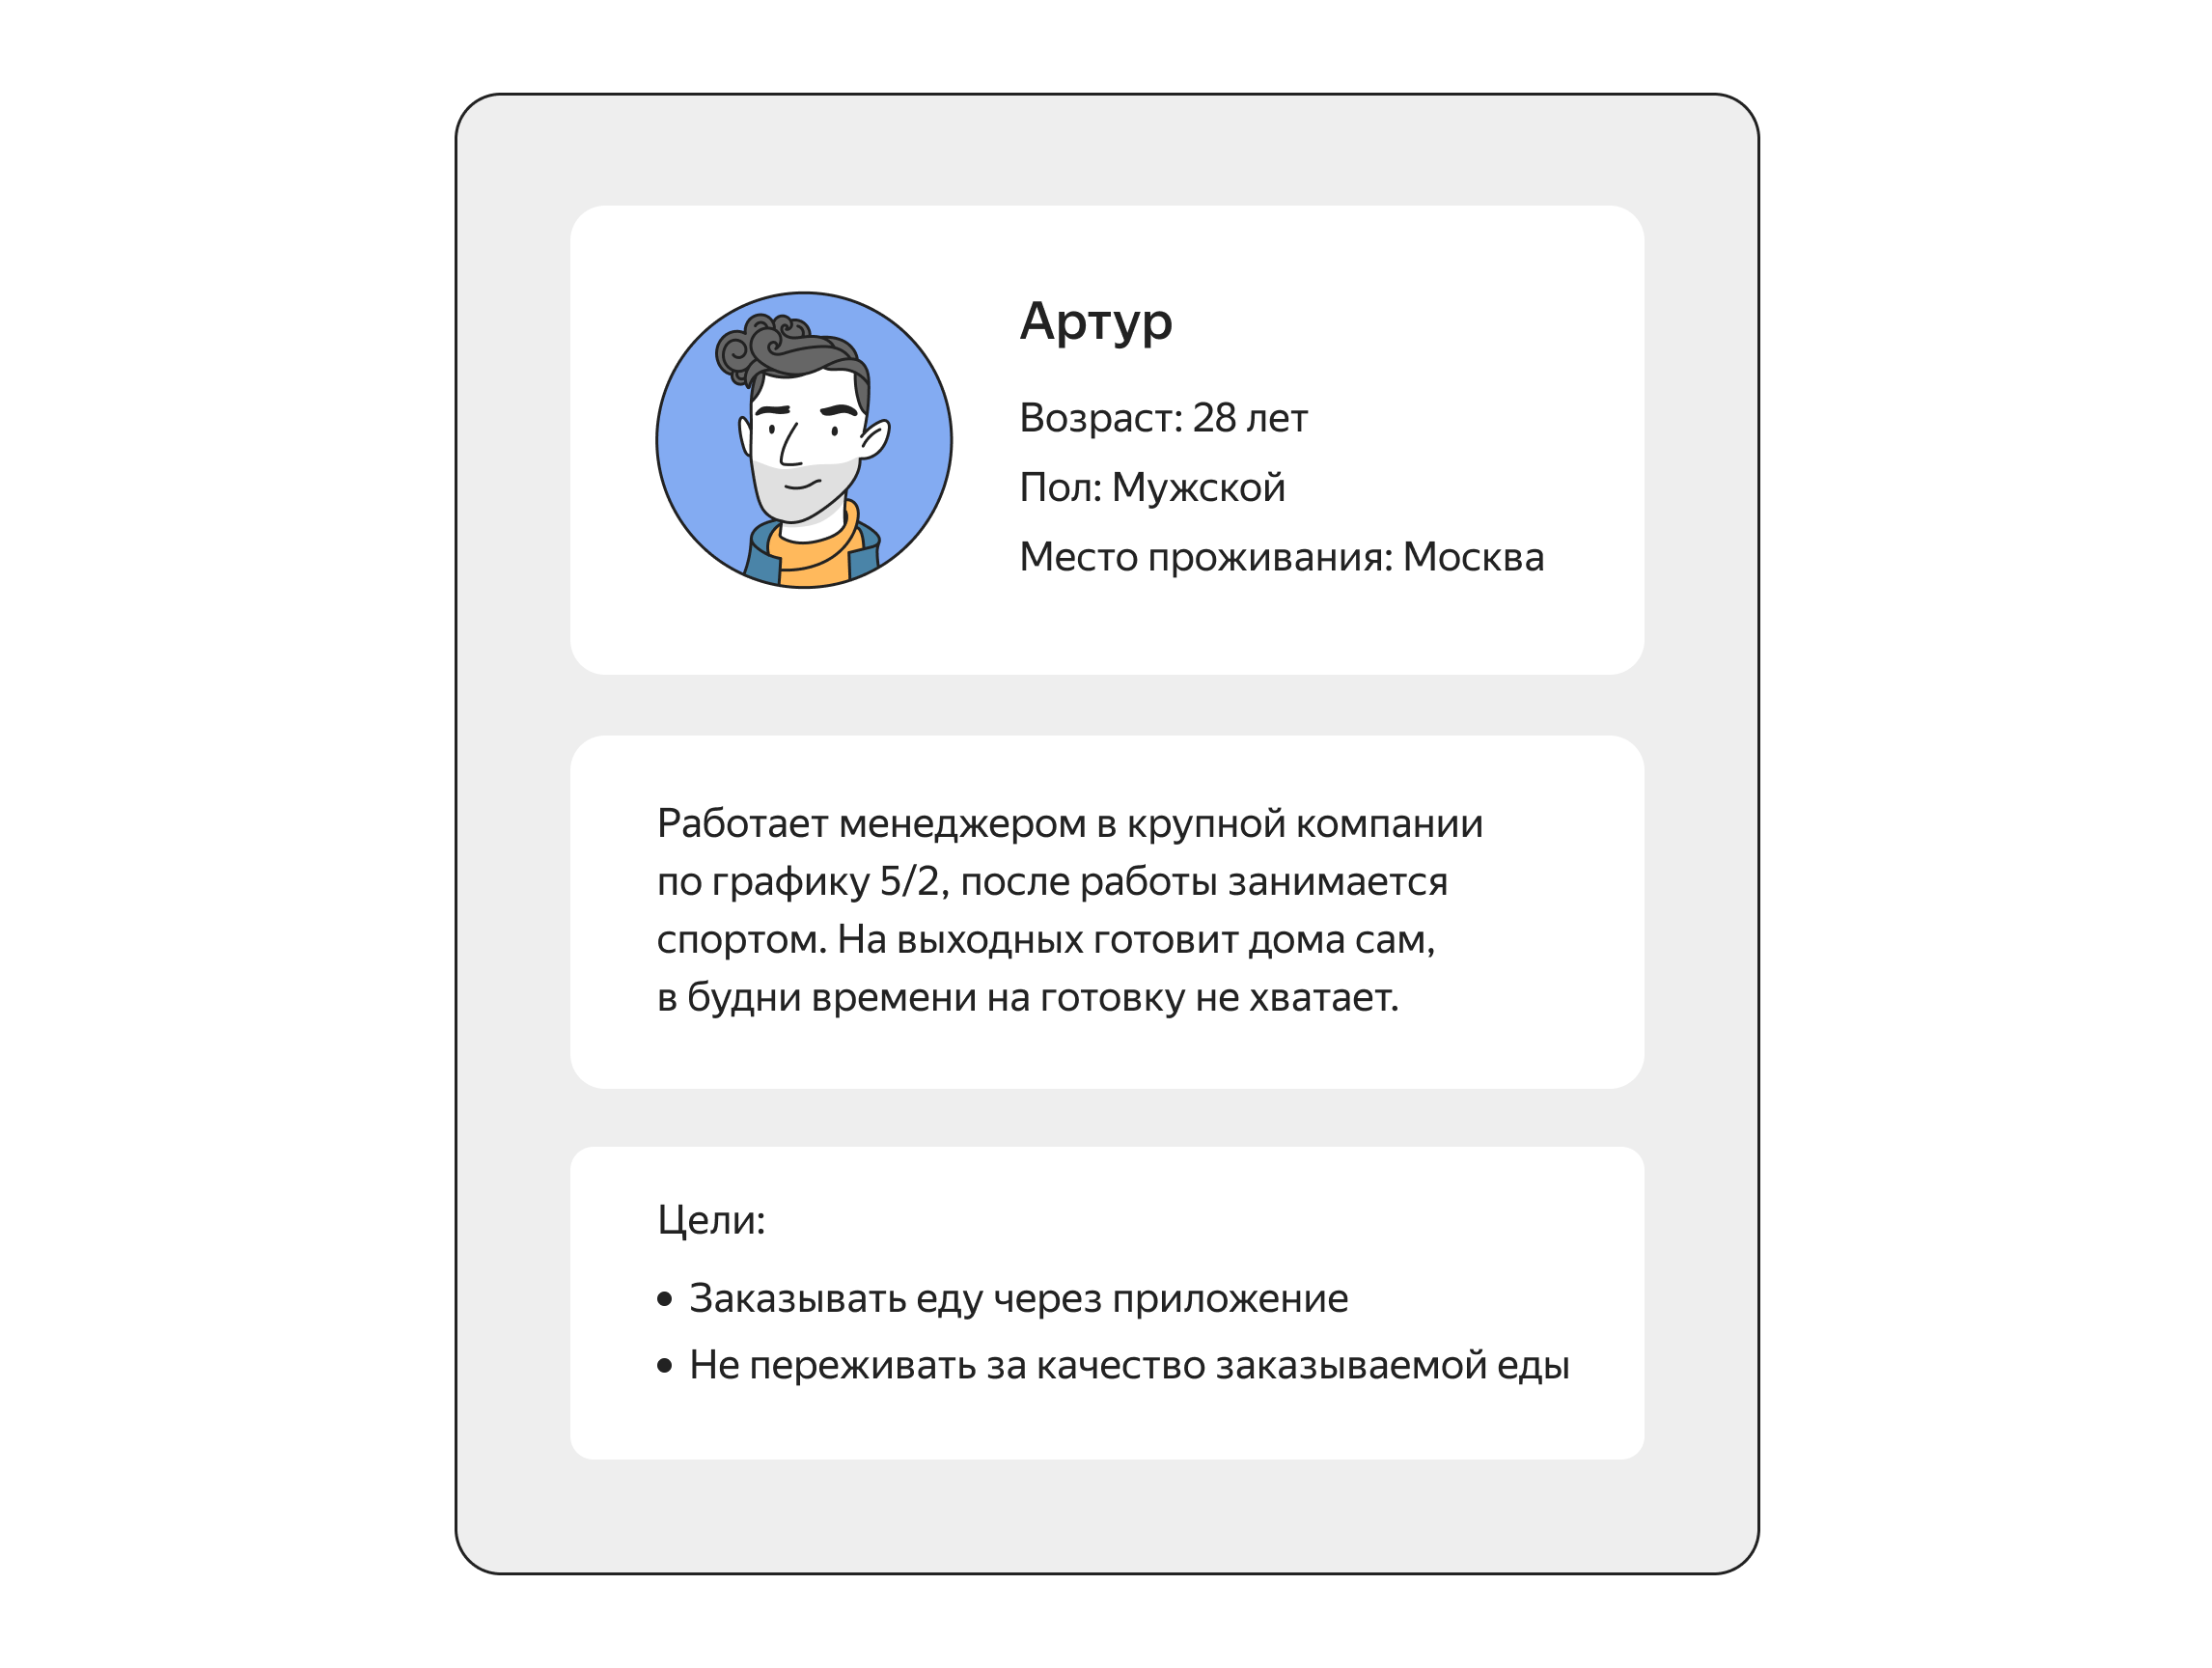 Артур
Возраст: 28 лет
Пол: Мужской
Место проживания: Москва
Работает менеджером в крупной компании
по графику 5/2, после работы занимается
спортом. На выходных готовит дома сам,
в будни времени на готовку не хватает.
Цели:
• Заказывать еду через приложение
• Не переживать за качество заказываемой еды